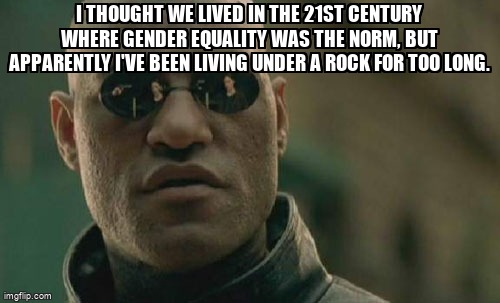 I THOUGHT WE LIVED IN THE 21ST CENTURY
WHERE GENDER EQUALITY WAS THE NORM, BUT
APPARENTLY I'VE BEEN LIVING UNDER A ROCK FOR TOO LONG.
imgflip.com